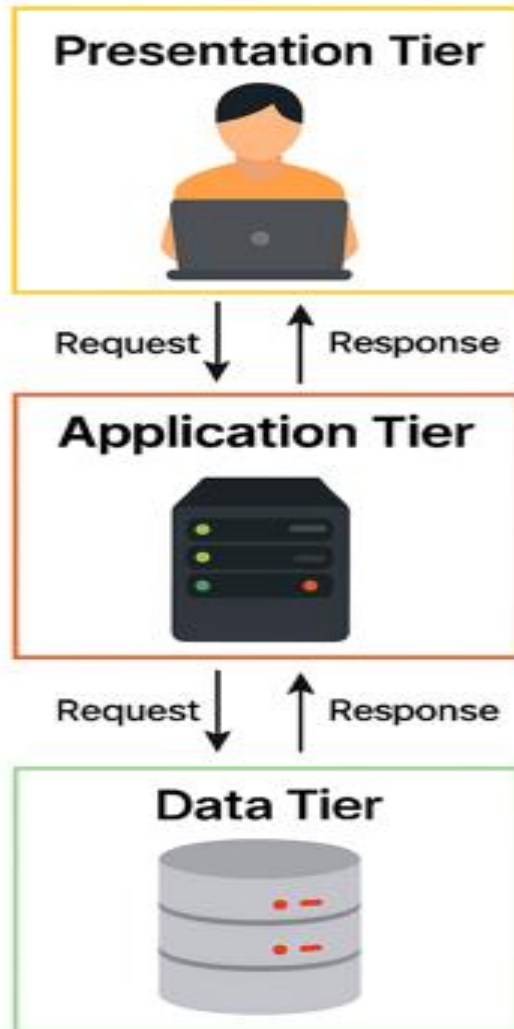 Presentation Tier
Request Response
Application Tier
Request Response
Data Tier